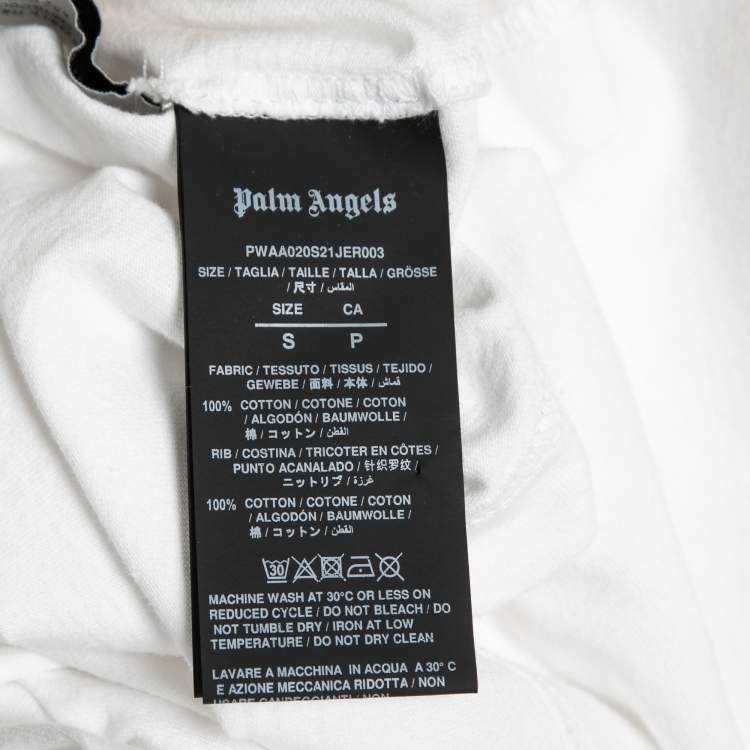 Palm Angels
PWAA020S21JER003
SIZE / TAGLIA / TAILLE / TALLA / GRÖSSE
/ 尺寸 / المقاس
SIZE CA
S P
FABRIC / TESSUTO / TISSUS / TEJIDO /
GEWEBE / 面料 / 本体 / قماش
100% COTTON / COTONE / COTON
/ ALGODÓN / BAUMWOLLE /
棉 / コットン / القطن
RIB / COSTINA / TRICOTER EN CÔTES /
PUNTO ACANALADO / 针织罗纹 /
ニットリブ / غرزة
100% COTTON / COTONE / COTON
/ ALGODÓN / BAUMWOLLE /
棉 / コットン / القطن
30
MACHINE WASH AT 30°C OR LESS ON
REDUCED CYCLE / DO NOT BLEACH / DO
NOT TUMBLE DRY / IRON AT LOW
TEMPERATURE / DO NOT DRY CLEAN
LAVARE A MACCHINA IN ACQUA A 30° C
E AZIONE MECCANICA RIDOTTA / NON
USARE CANDEGGIANTI / NON